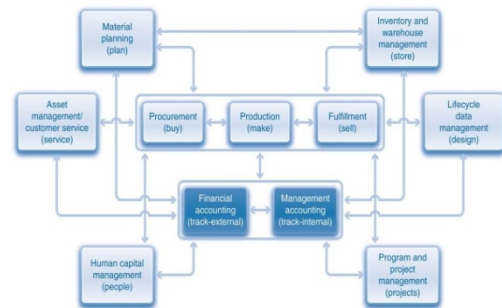 Material
planning
(plan)
Inventory and
warehouse
management
(store)
Asset
management/
customer service
(service)
Procurement
(buy)
Production
(make)
Fulfillment
(sell)
Lifecycle
data
management
(design)
Financial
accounting
(track-external)
Management
accounting
(track-internal)
Human capital
management
(people)
Program and
project
management
(projects)